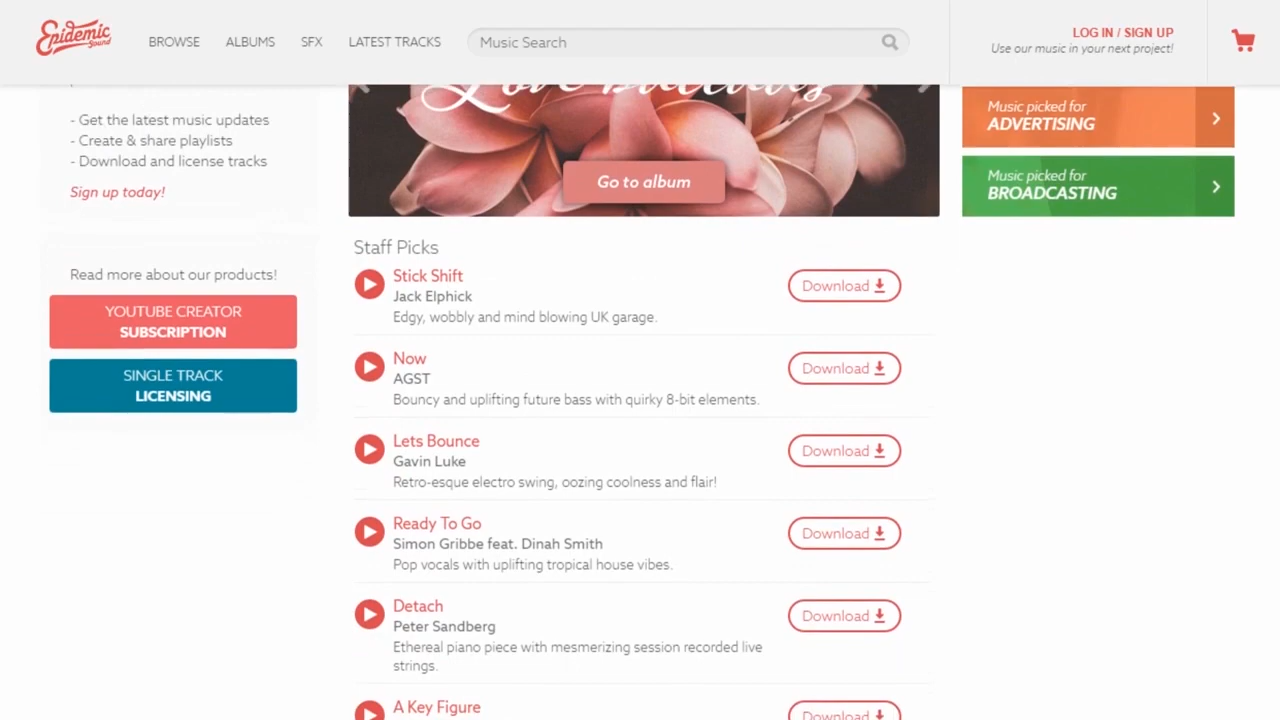 Epidemic
Sound
BROWSE
ALBUMS
SFX
LATEST TRACKS
Music Search
LOG IN / SIGN UP
Use our music in your next project!
- Get the latest music updates
- Create & share playlists
- Download and license tracks
Sign up today!
Read more about our products!
YOUTUBE CREATOR
SUBSCRIPTION
SINGLE TRACK
LICENSING
Go to album
Staff Picks
Stick Shift
Jack Elphick
Edgy, wobbly and mind blowing UK garage.
Download
Now
AGST
Bouncy and uplifting future bass with quirky 8-bit elements.
Download
Lets Bounce
Gavin Luke
Retro-esque electro swing, oozing coolness and flair!
Download
Ready To Go
Simon Gribbe feat. Dinah Smith
Pop vocals with uplifting tropical house vibes.
Download
Detach
Peter Sandberg
Ethereal piano piece with mesmerizing session recorded live
strings.
Download
A Key Figure
Download
Music picked for
ADVERTISING
Music picked for
BROADCASTING